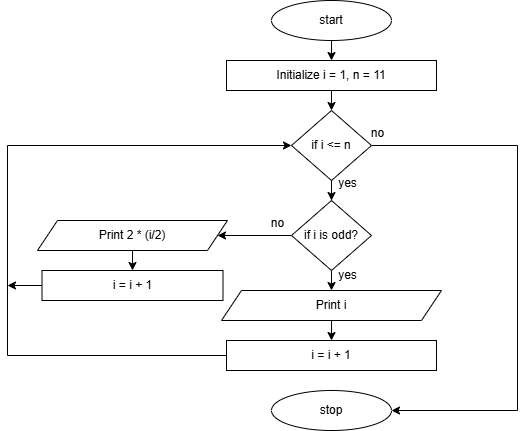 start
Initialize i = 1, n = 11
if i <= n
no
yes
if i is odd?
no
Print 2 * (i/2)
yes
i = i + 1
Print i
i = i + 1
stop